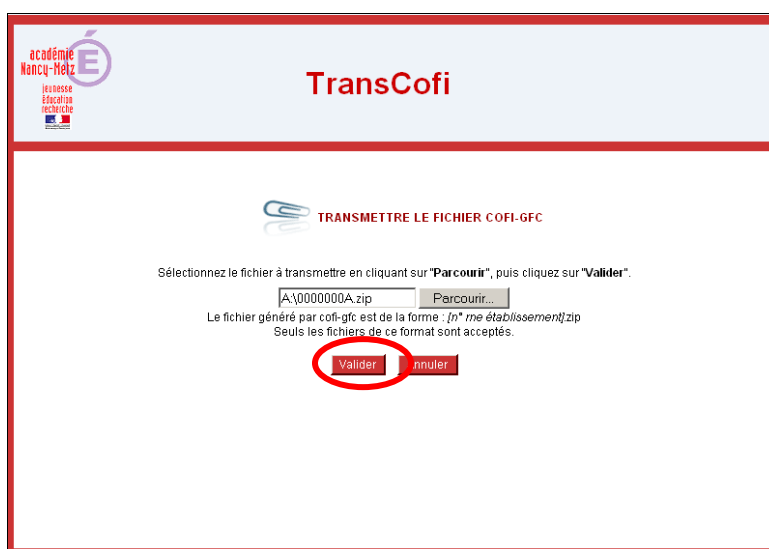 académie
Nancy-Metz
É
jeunesse
éducation
recherche
TransCofi
TRANSMETTRE LE FICHIER COFI-GFC
Sélectionnez le fichier à transmettre en cliquant sur "Parcourir", puis cliquez sur "Valider".
A:\0000000A.zip Parcourir...
Le fichier généré par cofi-gfc est de la forme : [n° rne établissement].zip
Seuls les fichiers de ce format sont acceptés.
Valider Annuler